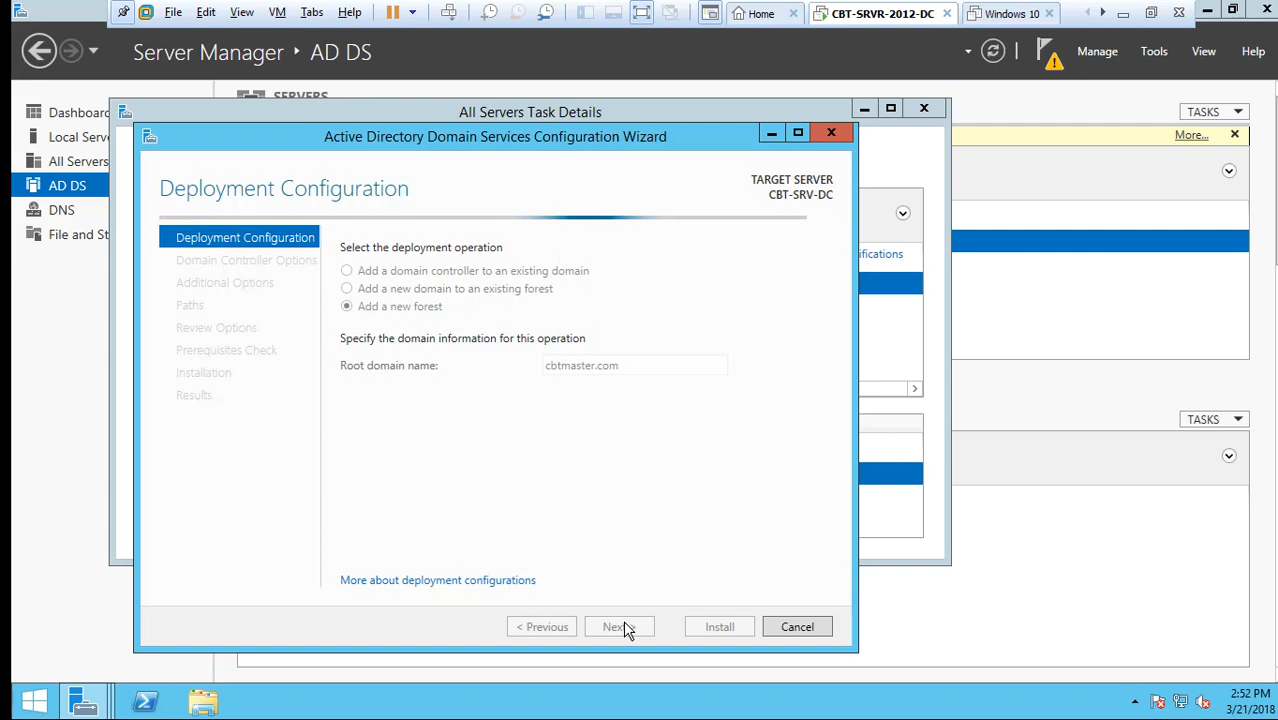 File Edit View VM Tabs Help Home CBT-SRVR-2012-DC Windows 10
Server Manager AD DS Manage Tools View Help
SERVERS
All Servers Task Details
TASKS
Dashboard
Active Directory Domain Services Configuration Wizard
Local Serve
More...
All Servers
AD DS
DNS
File and St
Deployment Configuration
TARGET SERVER
CBT-SRV-DC
Deployment Configuration
Domain Controller Options
Additional Options
Paths
Review Options
Prerequisites Check
Installation
Results
Select the deployment operation
Add a domain controller to an existing domain
Add a new domain to an existing forest
Add a new forest
Specify the domain information for this operation
Root domain name: cbtmaster.com
ifications
TASKS
More about deployment configurations
< Previous Next > Install Cancel
2:52 PM
3/21/2018